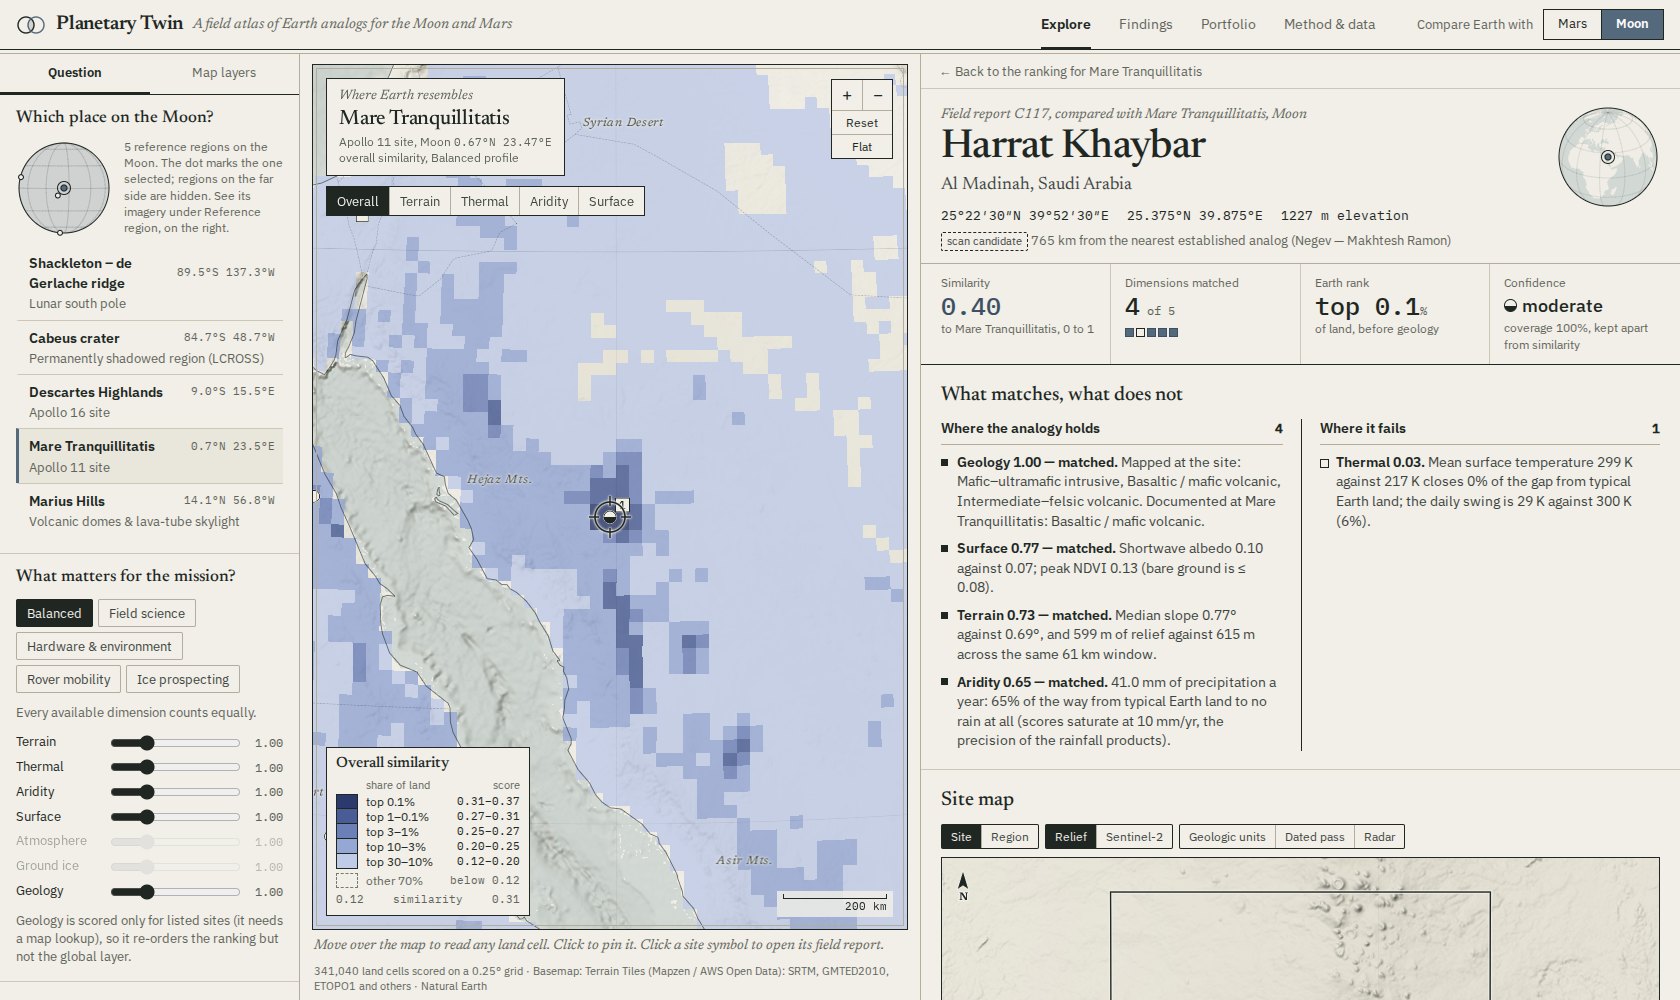 Planetary Twin A field atlas of Earth analogs for the Moon and Mars
Explore Findings Portfolio Method & data Compare Earth with Mars Moon
Question Map layers
Which place on the Moon?
5 reference regions on the
Moon. The dot marks the one
selected; regions on the far
side are hidden. See its
imagery under Reference
region, on the right.
Shackleton – de
Gerlache ridge
89.5°S 137.3°W
Lunar south pole
Cabeus crater 84.7°S 48.7°W
Permanently shadowed region (LCROSS)
Descartes Highlands 9.0°S 15.5°E
Apollo 16 site
Mare Tranquillitatis 0.7°N 23.5°E
Apollo 11 site
Marius Hills 14.1°N 56.8°W
Volcanic domes & lava-tube skylight
What matters for the mission?
Balanced Field science
Hardware & environment
Rover mobility Ice prospecting
Every available dimension counts equally.
Terrain 1.00
Thermal 1.00
Aridity 1.00
Surface 1.00
Atmosphere 1.00
Ground ice 1.00
Geology 1.00
Geology is scored only for listed sites (it needs
a map lookup), so it re-orders the ranking but
not the global layer.
Where Earth resembles
Mare Tranquillitatis
Apollo 11 site, Moon 0.67°N 23.47°E
overall similarity, Balanced profile
+ −
Reset
Flat
Overall Terrain Thermal Aridity Surface
Syrian Desert
Hejaz Mts.
1
Asir Mts.
rt
Overall similarity
share of land score
top 0.1% 0.31–0.37
top 1–0.1% 0.27–0.31
top 3–1% 0.25–0.27
top 10–3% 0.20–0.25
top 30–10% 0.12–0.20
other 70% below 0.12
0.12 similarity 0.31
200 km
Move over the map to read any land cell. Click to pin it. Click a site symbol to open its field report.
341,040 land cells scored on a 0.25° grid · Basemap: Terrain Tiles (Mapzen / AWS Open Data): SRTM, GMTED2010,
ETOPO1 and others · Natural Earth
← Back to the ranking for Mare Tranquillitatis
Field report C117, compared with Mare Tranquillitatis, Moon
Harrat Khaybar
Al Madinah, Saudi Arabia
25°22′30″N 39°52′30″E 25.375°N 39.875°E 1227 m elevation
scan candidate 765 km from the nearest established analog (Negev — Makhtesh Ramon)
Similarity
0.40
to Mare Tranquillitatis, 0 to 1
Dimensions matched
4 of 5
Earth rank
top 0.1%
of land, before geology
Confidence
moderate
coverage 100%, kept apart
from similarity
What matches, what does not
Where the analogy holds 4
Geology 1.00 — matched. Mapped at the site:
Mafic–ultramafic intrusive, Basaltic / mafic volcanic,
Intermediate–felsic volcanic. Documented at Mare
Tranquillitatis: Basaltic / mafic volcanic.
Surface 0.77 — matched. Shortwave albedo 0.10
against 0.07; peak NDVI 0.13 (bare ground is ≤
0.08).
Terrain 0.73 — matched. Median slope 0.77°
against 0.69°, and 599 m of relief against 615 m
across the same 61 km window.
Aridity 0.65 — matched. 41.0 mm of precipitation a
year: 65% of the way from typical Earth land to no
rain at all (scores saturate at 10 mm/yr, the
precision of the rainfall products).
Where it fails 1
Thermal 0.03. Mean surface temperature 299 K
against 217 K closes 0% of the gap from typical
Earth land; the daily swing is 29 K against 300 K
(6%).
Site map
Site Region Relief Sentinel-2 Geologic units Dated pass Radar
N